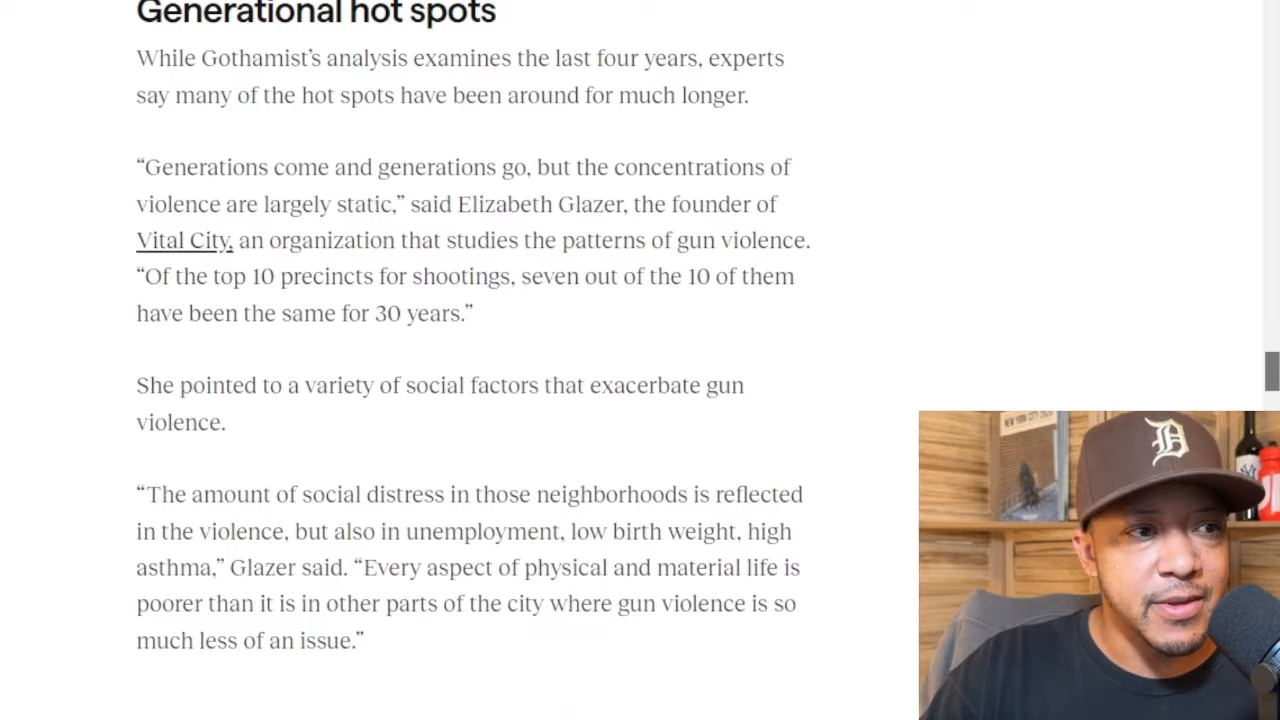 Generational hot spots
While Gothamist’s analysis examines the last four years, experts
say many of the hot spots have been around for much longer.
“Generations come and generations go, but the concentrations of
violence are largely static,” said Elizabeth Glazer, the founder of
Vital City, an organization that studies the patterns of gun violence.
“Of the top 10 precincts for shootings, seven out of the 10 of them
have been the same for 30 years.”
She pointed to a variety of social factors that exacerbate gun
violence.
“The amount of social distress in those neighborhoods is reflected
in the violence, but also in unemployment, low birth weight, high
asthma,” Glazer said. “Every aspect of physical and material life is
poorer than it is in other parts of the city where gun violence is so
much less of an issue.”
NEW YORK CITY
D